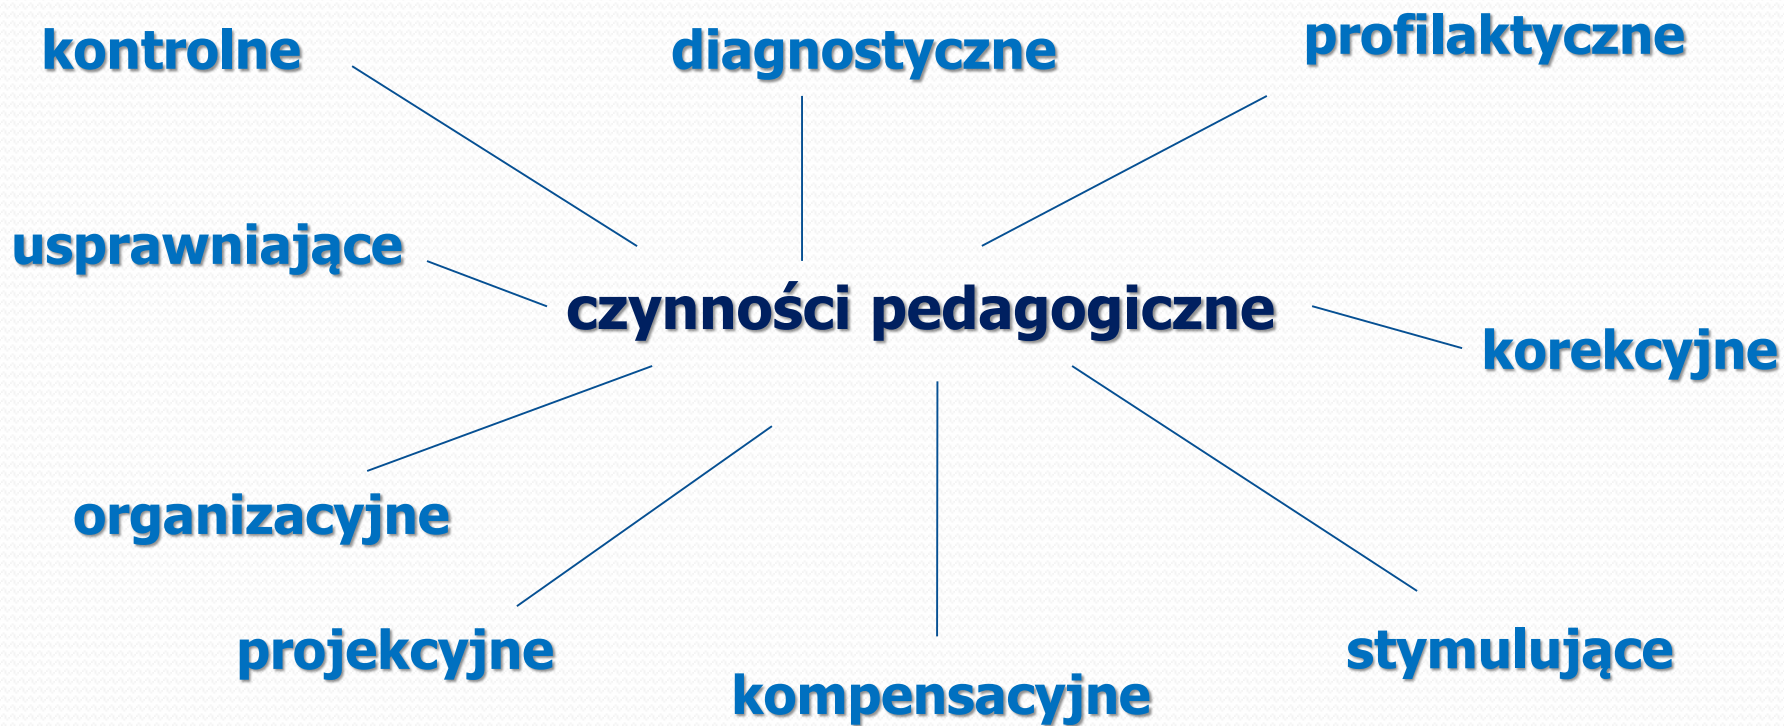 kontrolne
diagnostyczne
profilaktyczne
usprawniające
czynności pedagogiczne
korekcyjne
organizacyjne
projekcyjne
stymulujące
kompensacyjne